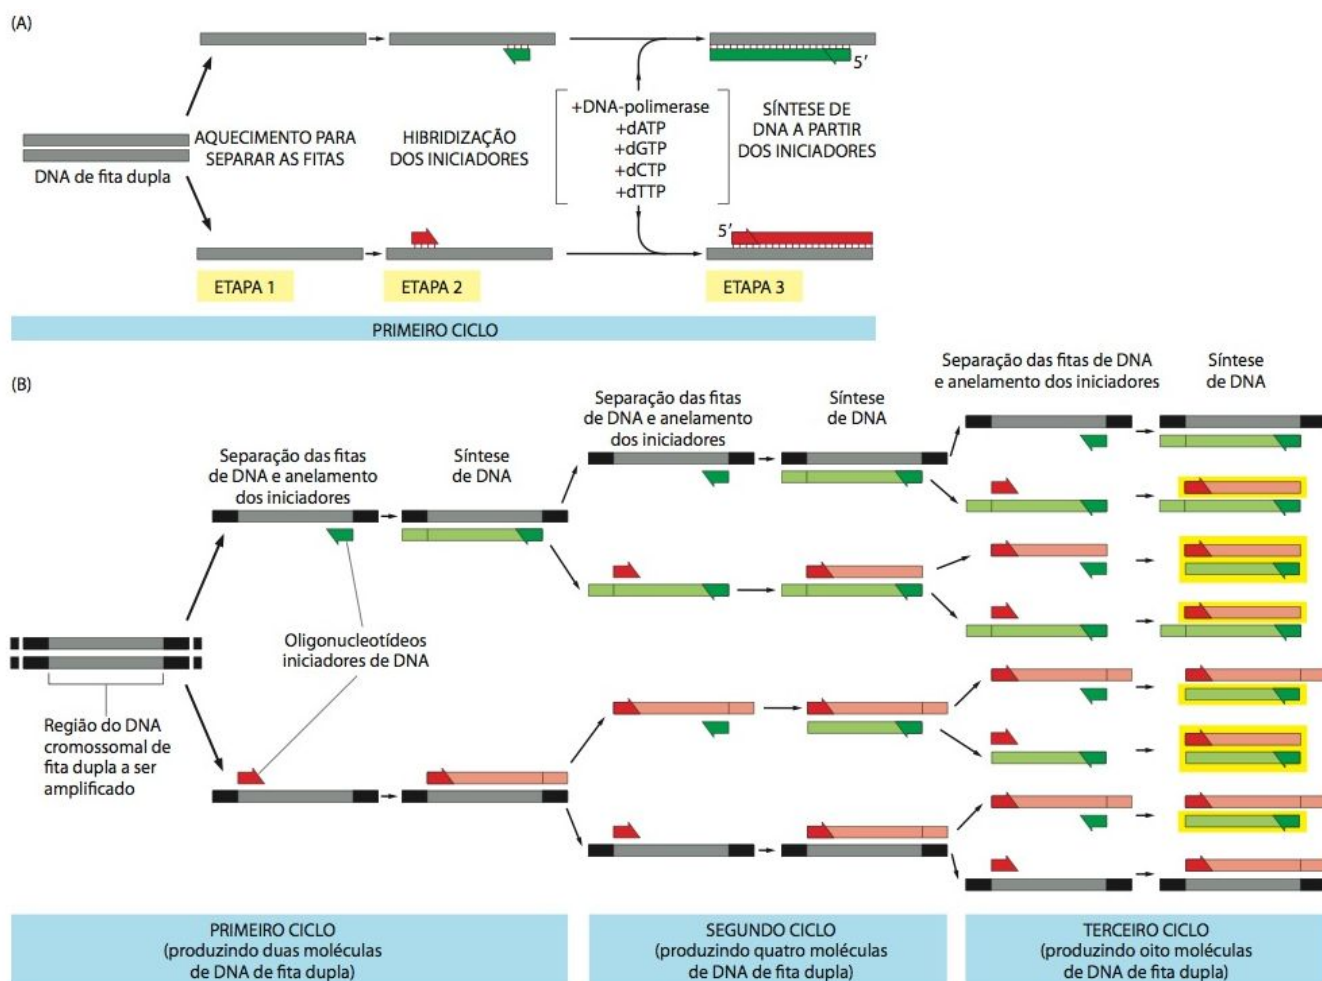 (A)
DNA de fita dupla
AQUECIMENTO PARA
SEPARAR AS FITAS
HIBRIDIZAÇÃO
DOS INICIADORES
+DNA-polimerase
+dATP
+dGTP
+dCTP
+dTTP
5′
SÍNTESE DE
DNA A PARTIR
DOS INICIADORES
5′
ETAPA 1
ETAPA 2
ETAPA 3
PRIMEIRO CICLO
(B)
Separação das fitas
de DNA e anelamento
dos iniciadores
Síntese
de DNA
Separação das fitas
de DNA e anelamento
dos iniciadores
Síntese
de DNA
Separação das fitas de DNA
e anelamento dos iniciadores
Síntese
de DNA
Oligonucleotídeos
iniciadores de DNA
Região do DNA
cromossomal de
fita dupla a ser
amplificado
PRIMEIRO CICLO
(produzindo duas moléculas
de DNA de fita dupla)
SEGUNDO CICLO
(produzindo quatro moléculas
de DNA de fita dupla)
TERCEIRO CICLO
(produzindo oito moléculas
de DNA de fita dupla)